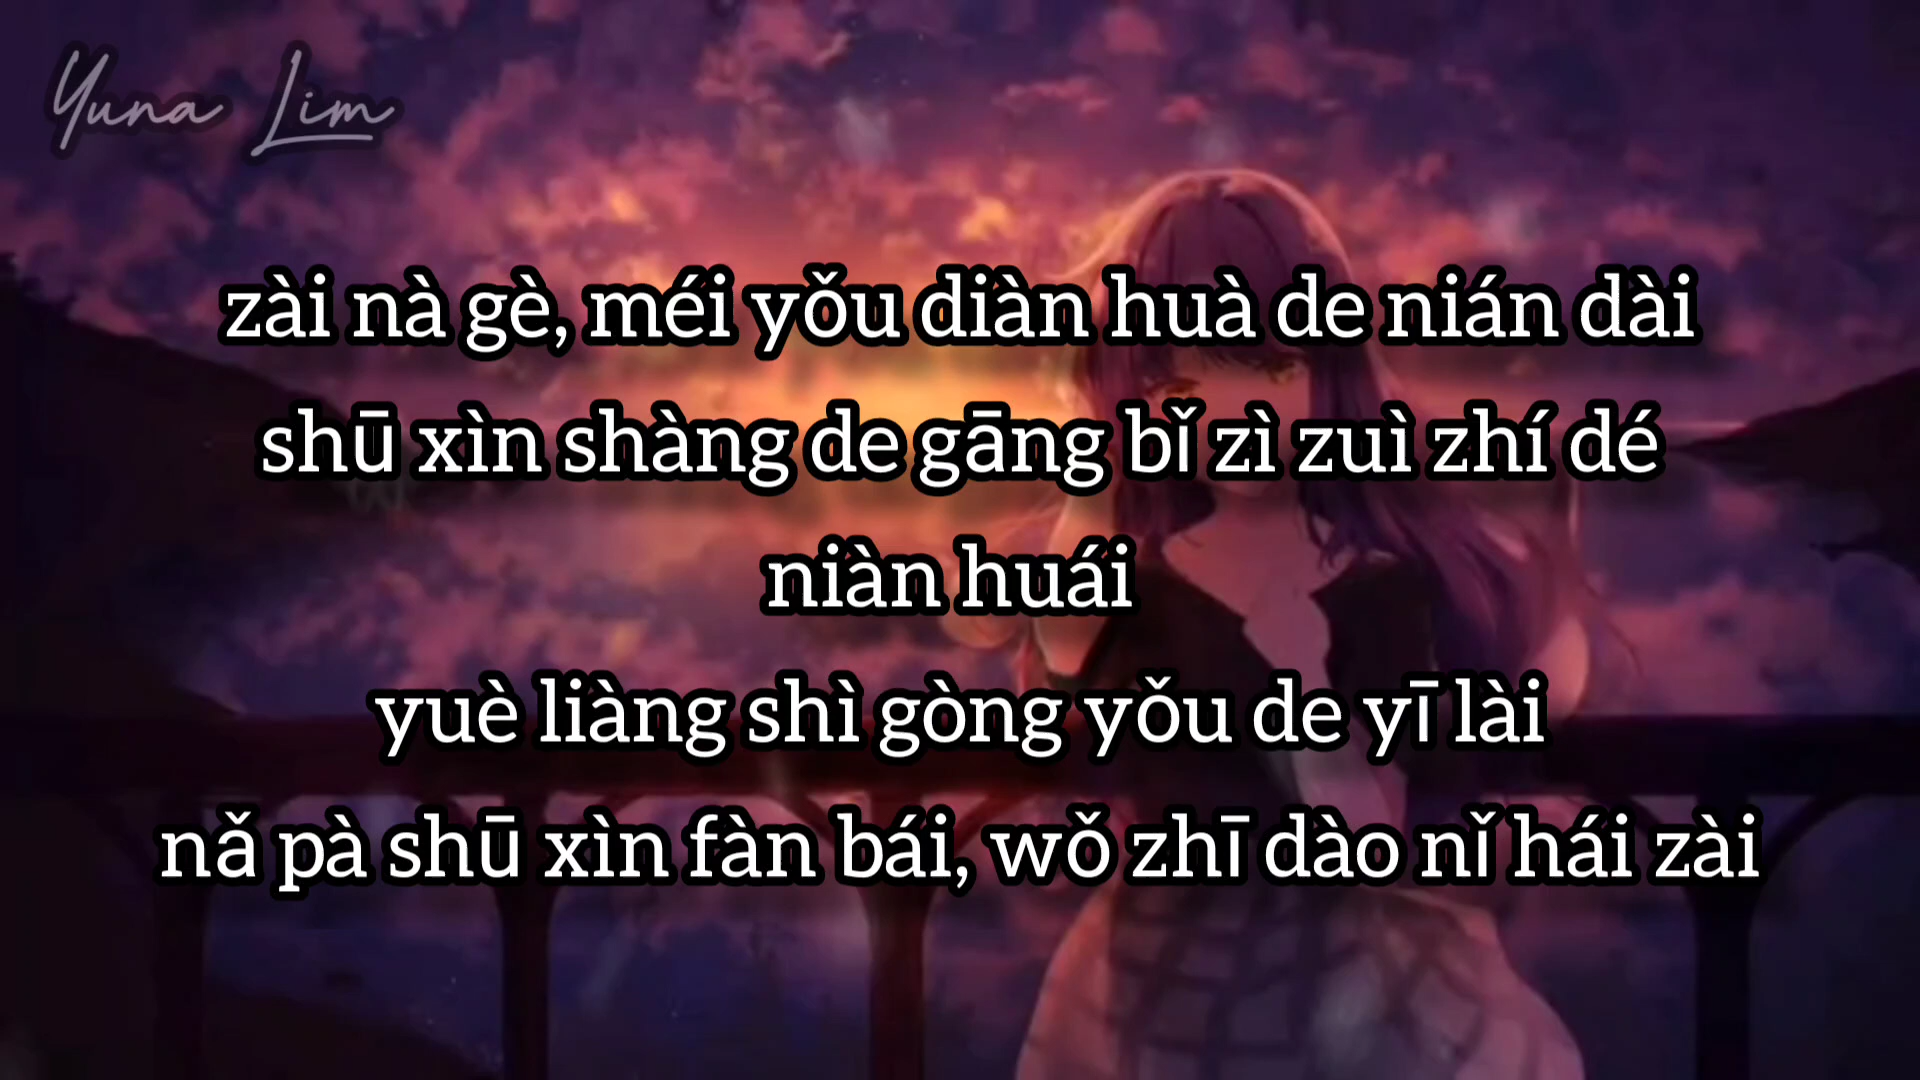 Yuna Lim
zài nà gè, méi yǒu diàn huà de nián dài
shū xìn shàng de gāng bǐ zì zuì zhí dé
niàn huái
yuè liàng shì gòng yǒu de yī lài
nǎ pà shū xìn fàn bái, wǒ zhī dào nǐ hái zài